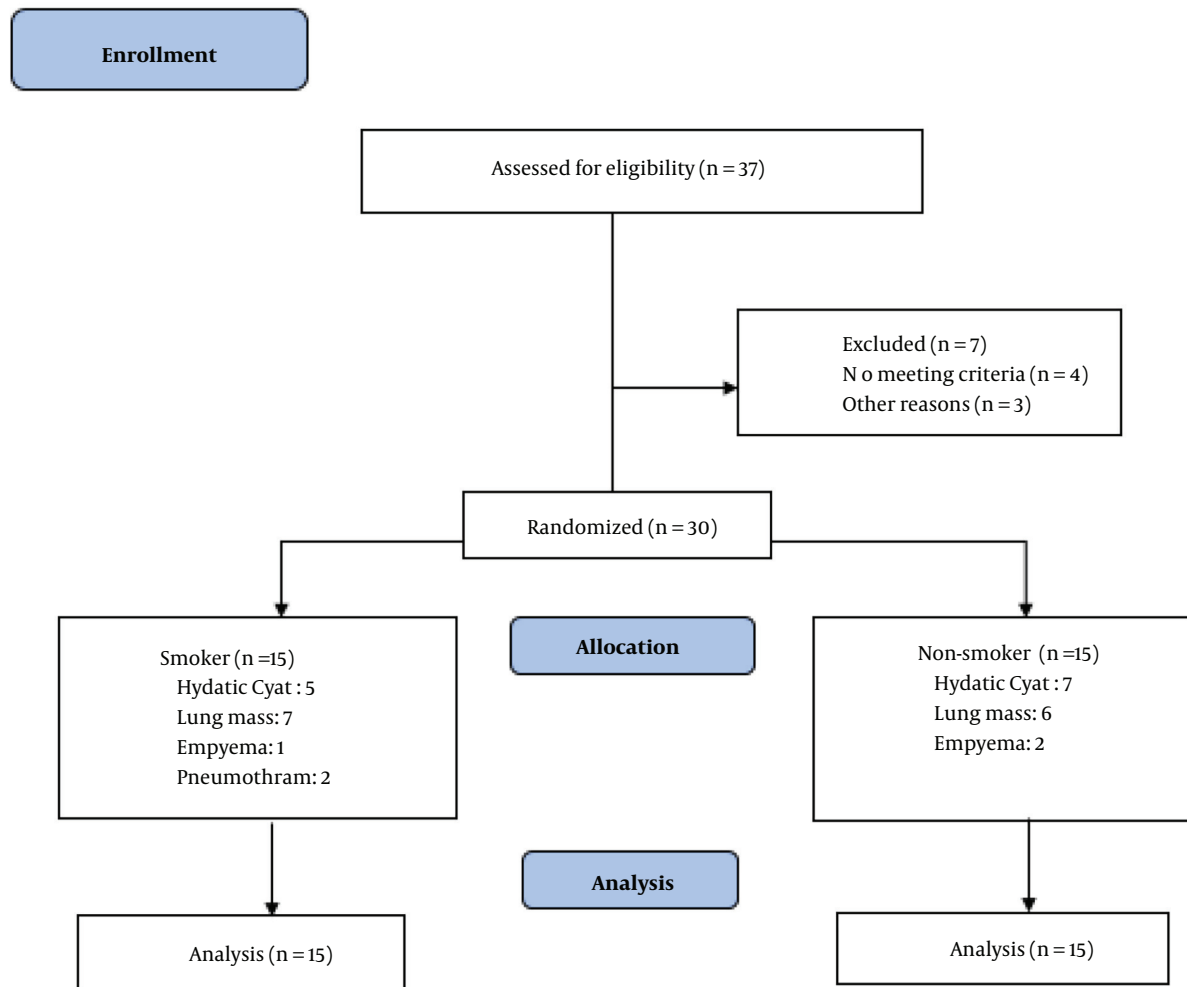 Enrollment
Assessed for eligibility (n = 37)
Excluded (n = 7)
N o meeting criteria (n = 4)
Other reasons (n = 3)
Randomized (n = 30)
Smoker (n =15)
Hydatic Cyat : 5
Lung mass: 7
Empyema: 1
Pneumothram: 2
Allocation
Non-smoker (n =15)
Hydatic Cyat : 7
Lung mass: 6
Empyema: 2
Analysis
Analysis (n = 15)
Analysis (n = 15)